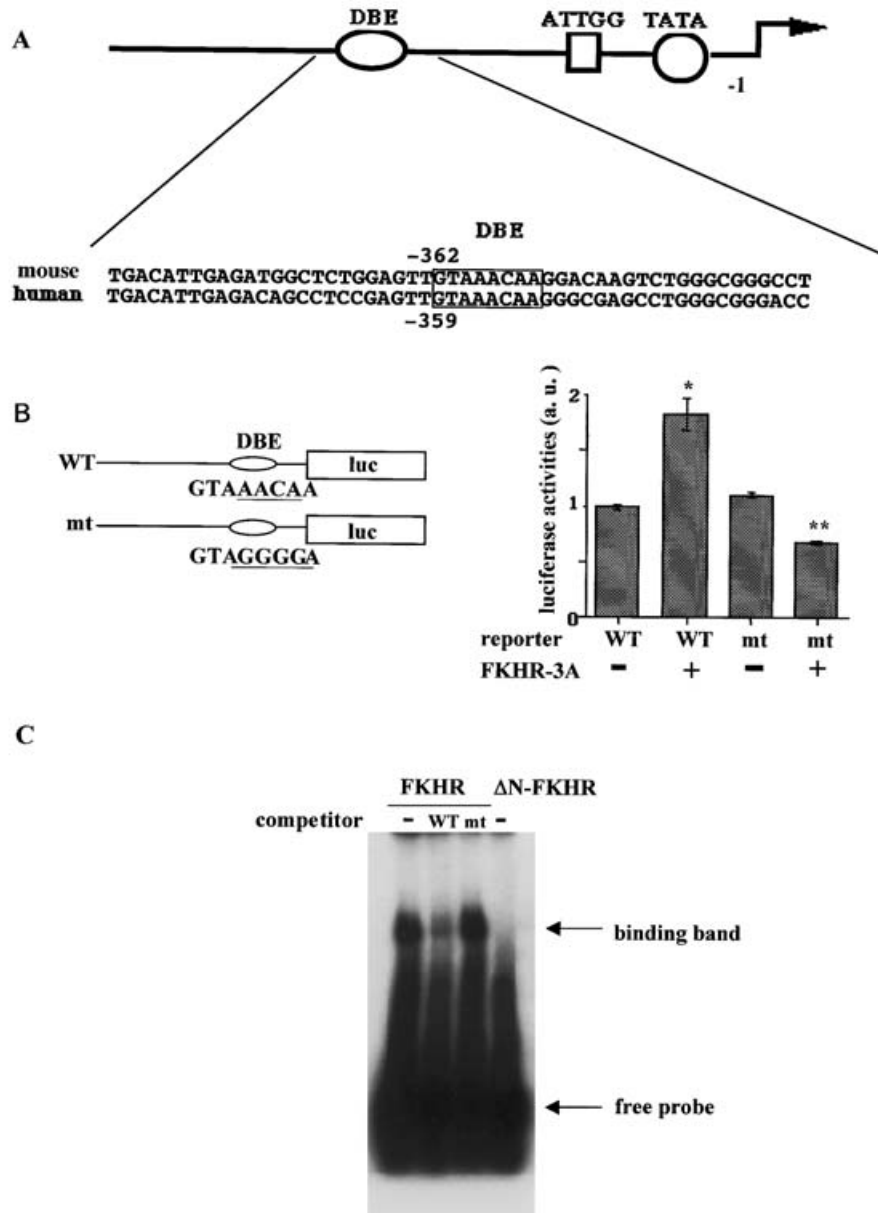 A
DBE ATTGG TATA
-1
DBE
-362
mouse TGACATTGAGATGGCTCTGGAGTTGTAAACAAGGACAAGTCTGGGCGGGCCT
human TGACATTGAGACAGCCTCCGAGTTGTAAACAAGGGCGAGCCTGGGCGGGACC
-359
B
DBE
WT luc
GTAAACAA
mt luc
GTAGGGGA
luciferase activities (a. u. )
2
1
0
*
**
reporter WT WT mt mt
FKHR-3A - + - +
C
FKHR ΔN-FKHR
competitor - WT mt -
binding band
free probe